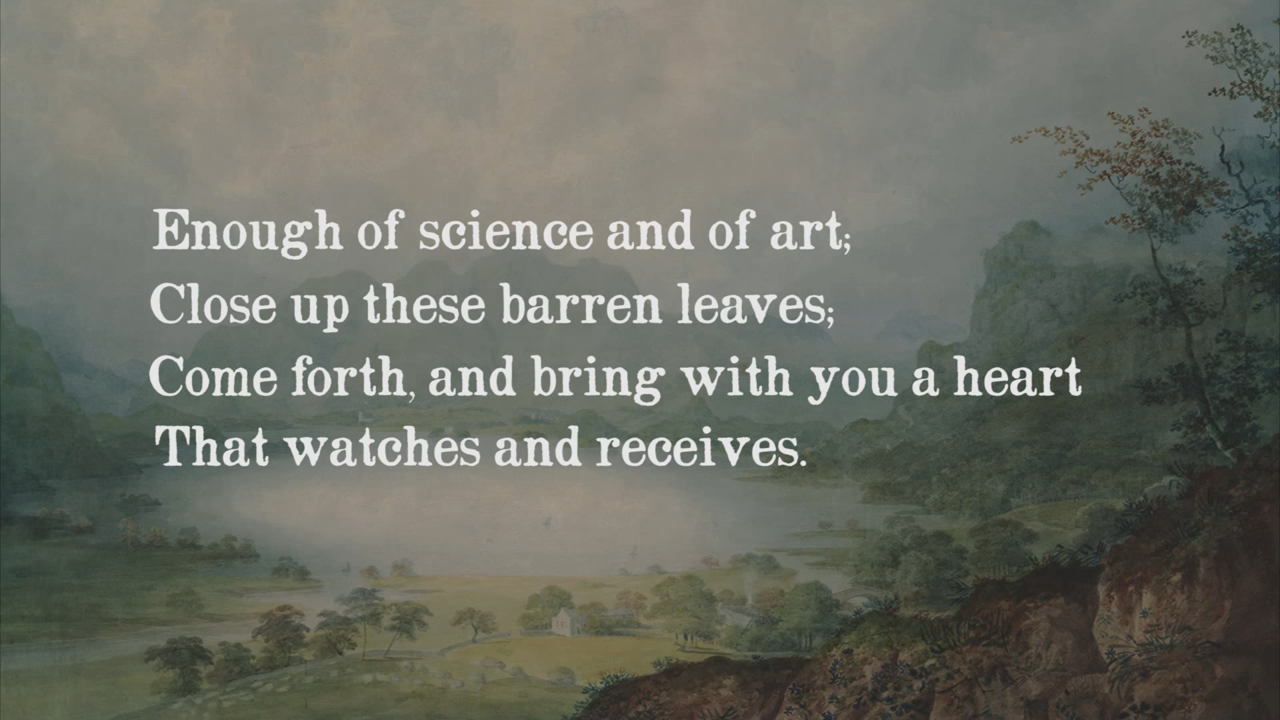 Enough of science and of art;
Close up these barren leaves;
Come forth, and bring with you a heart
That watches and receives.